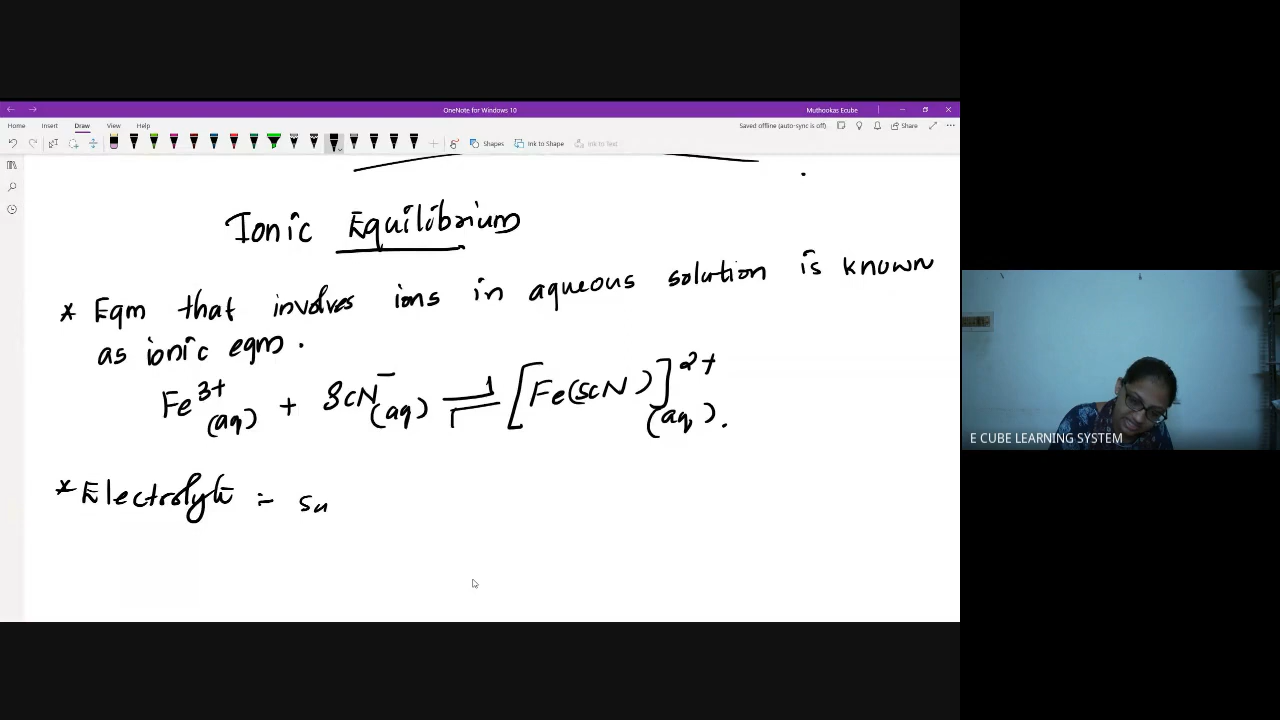 OneNote for Windows 10
Muthookas Ecube
Home Insert Draw View Help
Saved offline (auto-sync is off)
Share
Shapes
Ink to Shape
Ink to Text
Ionic Equilibrium
* Eqm that involves ions in aqueous solution is known
as ionic eqm.
Fe³⁺(aq) + SCN⁻(aq) ⇌ [Fe(SCN)]²⁺(aq).
* Electrolyte :- Su
E CUBE LEARNING SYSTEM